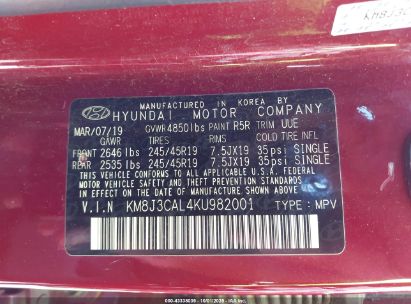 KM8J3C
MANUFACTURED IN KOREA BY
HYUNDAI MOTOR COMPANY
MAR/07/19 GVWR 4850lbs PAINT R5R TRIM UUE
GAWR TIRES RIMS COLD TIRE INFL
FRONT 2646 lbs 245/45R19 7.5JX19 35psi SINGLE
REAR 2535 lbs 245/45R19 7.5JX19 35psi SINGLE
THIS VEHICLE CONFORMS TO ALL APPLICABLE
FEDERAL MOTOR VEHICLE SAFETY, BUMPER,
AND THEFT PREVENTION STANDARDS IN EFFECT ON
THE DATE OF MANUFACTURE SHOWN ABOVE.
V.I.N KM8J3CAL4KU982001 TYPE : MPV